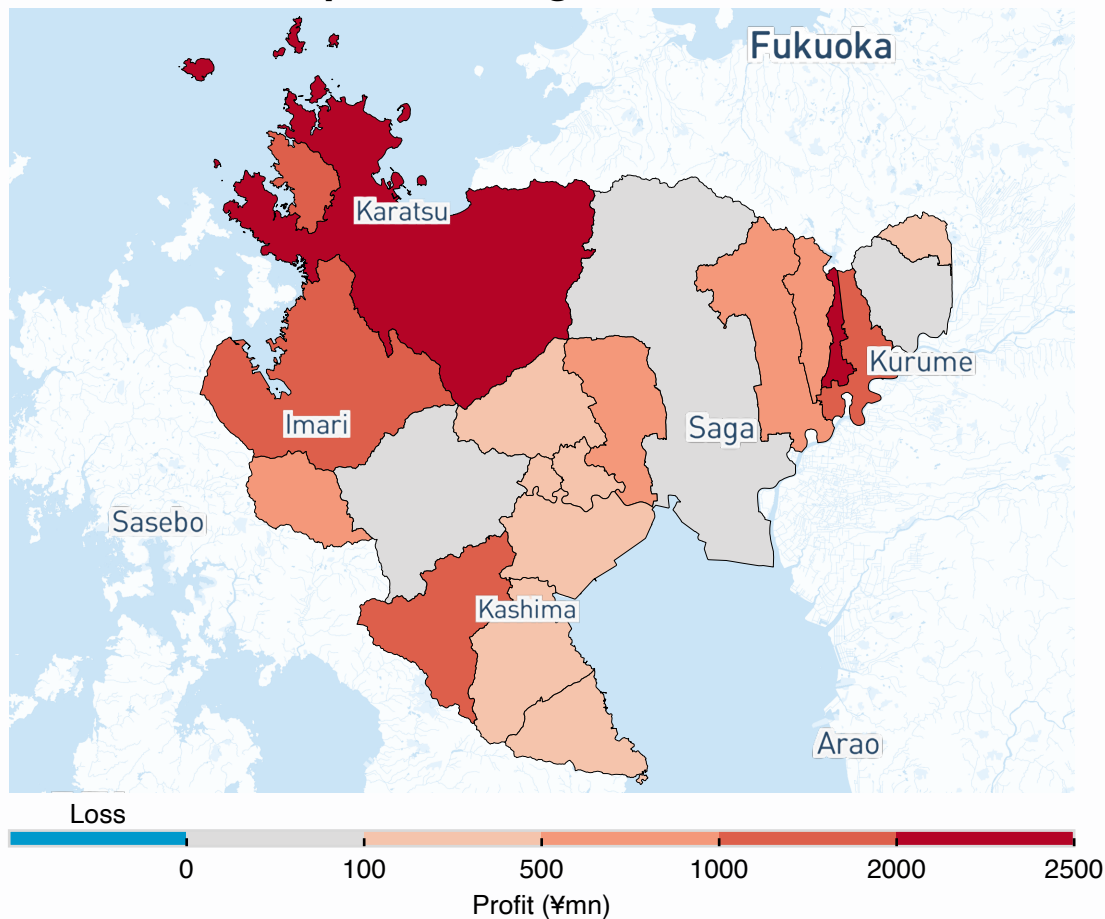 Fukuoka
Karatsu
Kurume
Imari
Saga
Sasebo
Kashima
Arao
Loss
0
100
500
1000
2000
2500
Profit (¥mn)